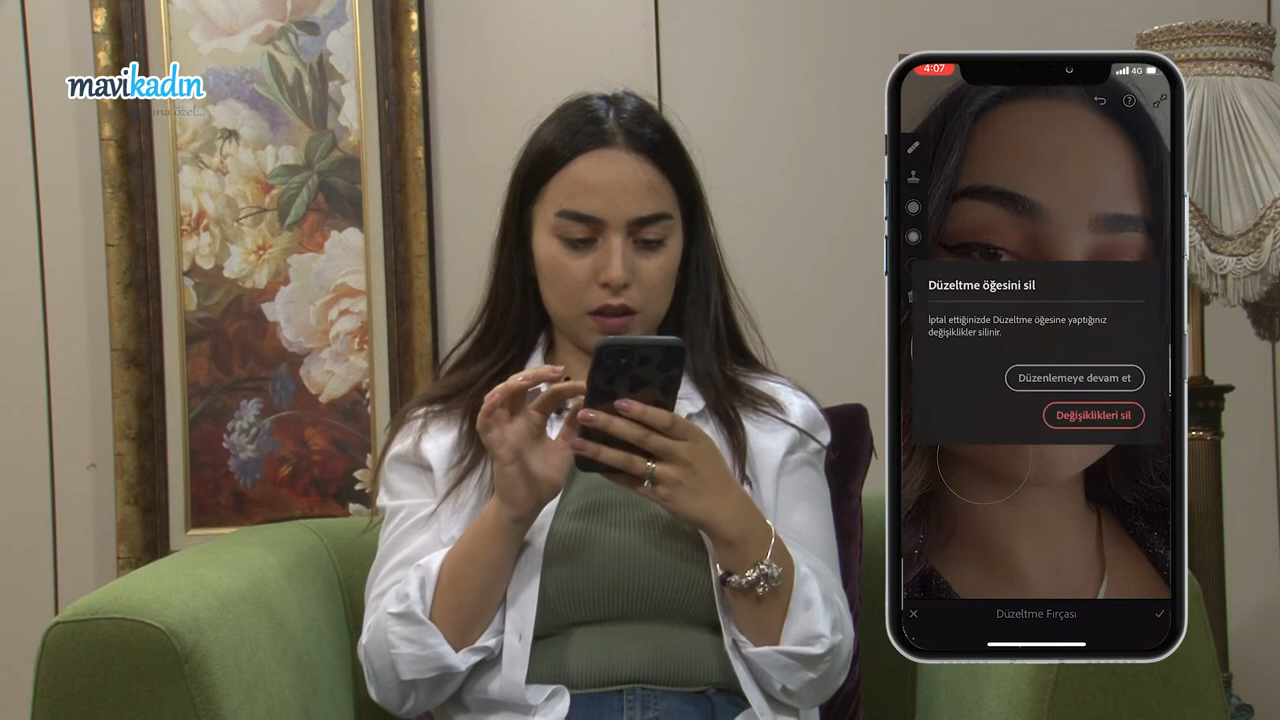 mavikadın
özel...
4:07
4G
Düzeltme öğesini sil
İptal ettiğinizde Düzeltme öğesine yaptığınız
değişiklikler silinir.
Düzenlemeye devam et
Değişiklikleri sil
Düzeltme Fırçası